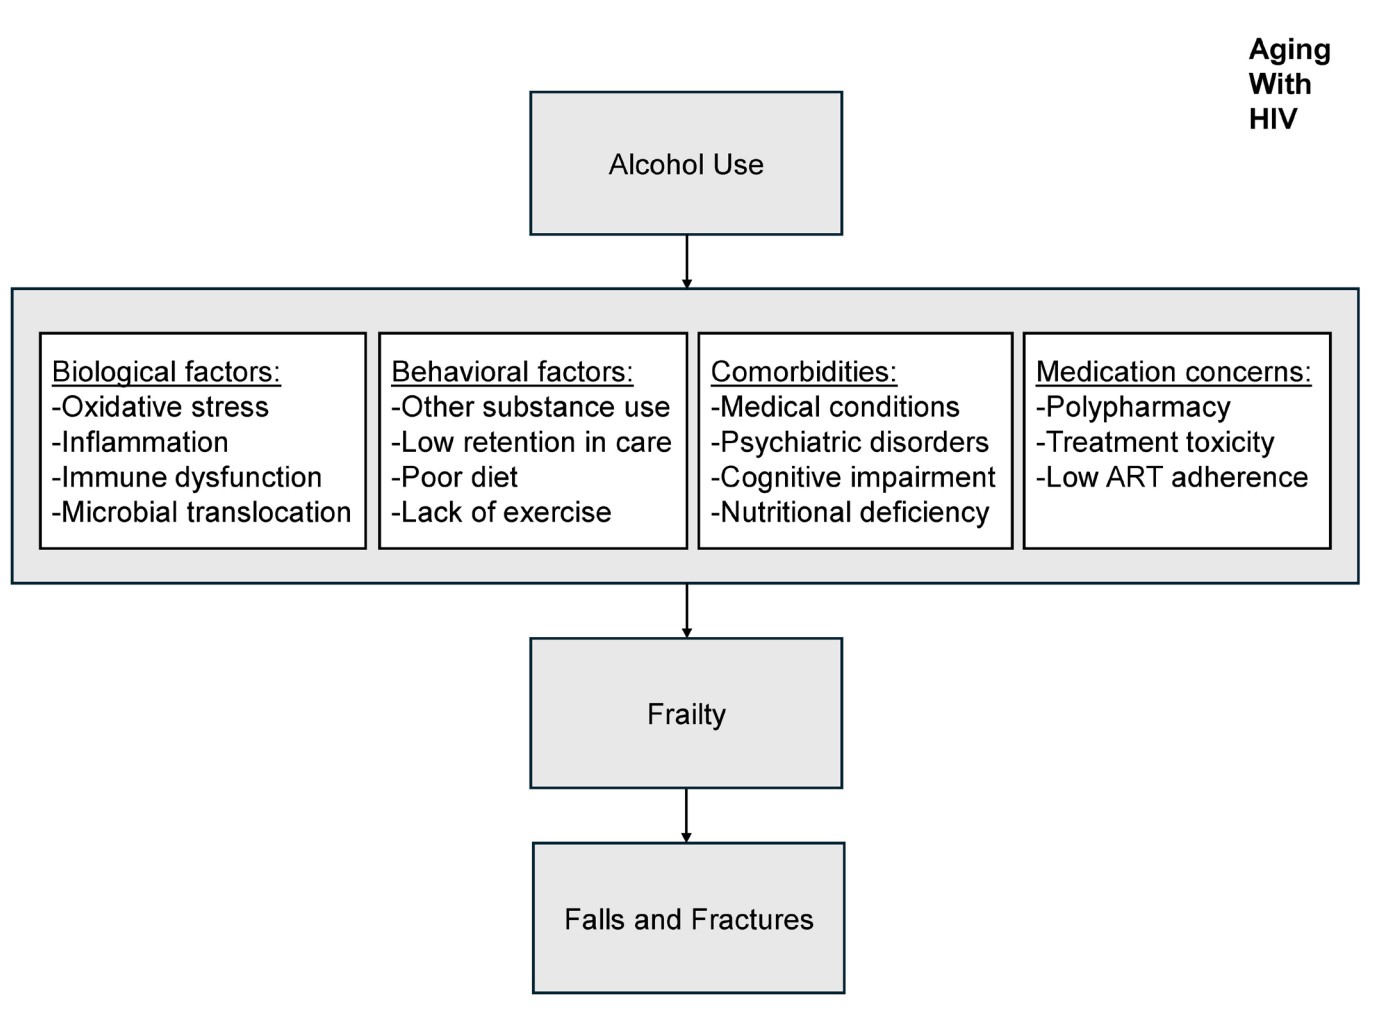 Aging
With
HIV
Alcohol Use
Biological factors:
-Oxidative stress
-Inflammation
-Immune dysfunction
-Microbial translocation
Behavioral factors:
-Other substance use
-Low retention in care
-Poor diet
-Lack of exercise
Comorbidities:
-Medical conditions
-Psychiatric disorders
-Cognitive impairment
-Nutritional deficiency
Medication concerns:
-Polypharmacy
-Treatment toxicity
-Low ART adherence
Frailty
Falls and Fractures